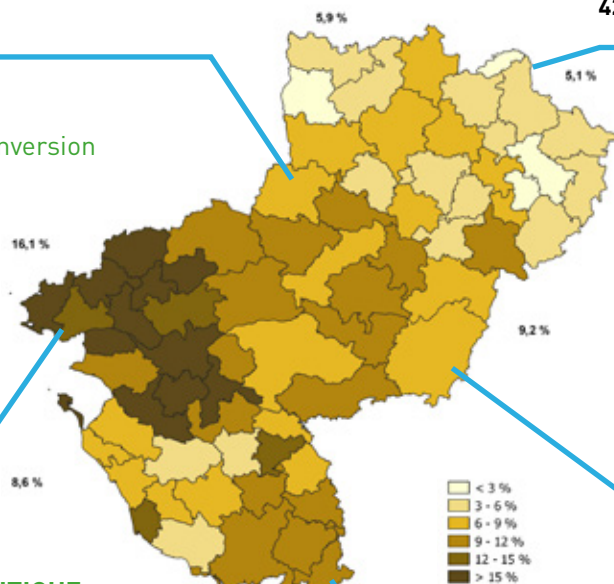 5,9 %
42
5,1 %
nversion
16,1 %
9,2 %
8,6 %
< 3 %
3 - 6 %
6 - 9 %
9 - 12 %
12 - 15 %
> 15 %